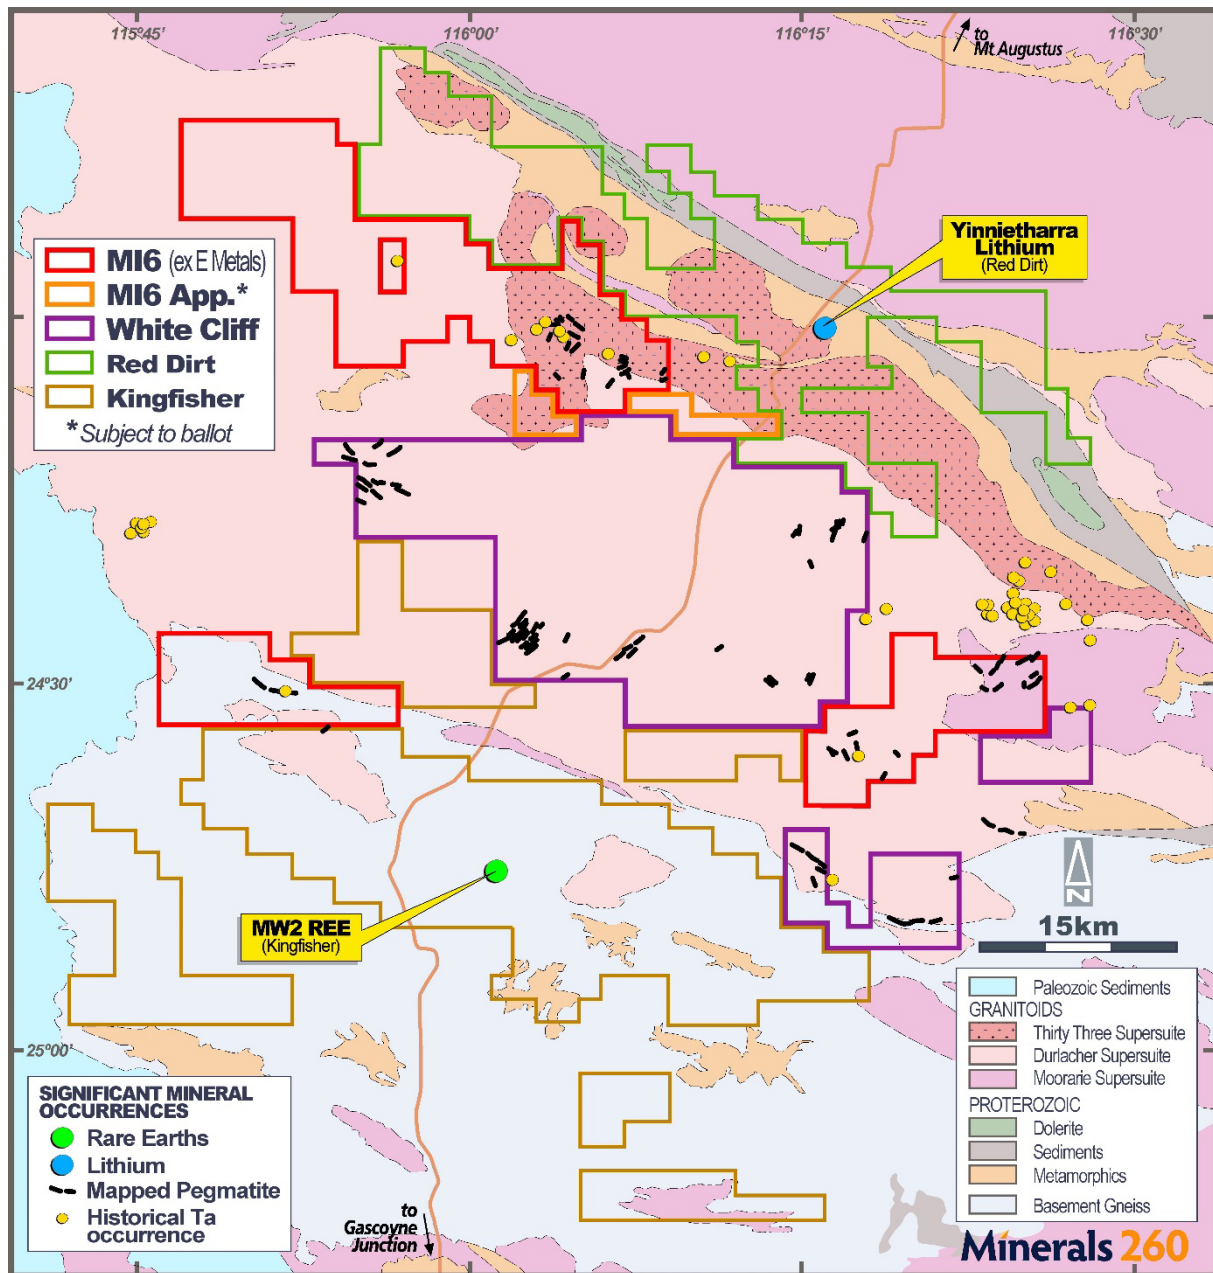 115°45'
116°00'
116°15'
116°30'
to
Mt Augustus
MI6 (ex E Metals)
MI6 App.*
White Cliff
Red Dirt
Kingfisher
*Subject to ballot
Yinnietharra
Lithium
(Red Dirt)
24°30'
MW2 REE
(Kingfisher)
N
15km
25°00'
Paleozoic Sediments
GRANITOIDS
Thirty Three Supersuite
Durlacher Supersuite
Moorarie Supersuite
PROTEROZOIC
Dolerite
Sediments
Metamorphics
Basement Gneiss
SIGNIFICANT MINERAL
OCCURRENCES
Rare Earths
Lithium
Mapped Pegmatite
Historical Ta
occurrence
to
Gascoyne
Junction
Minerals 260